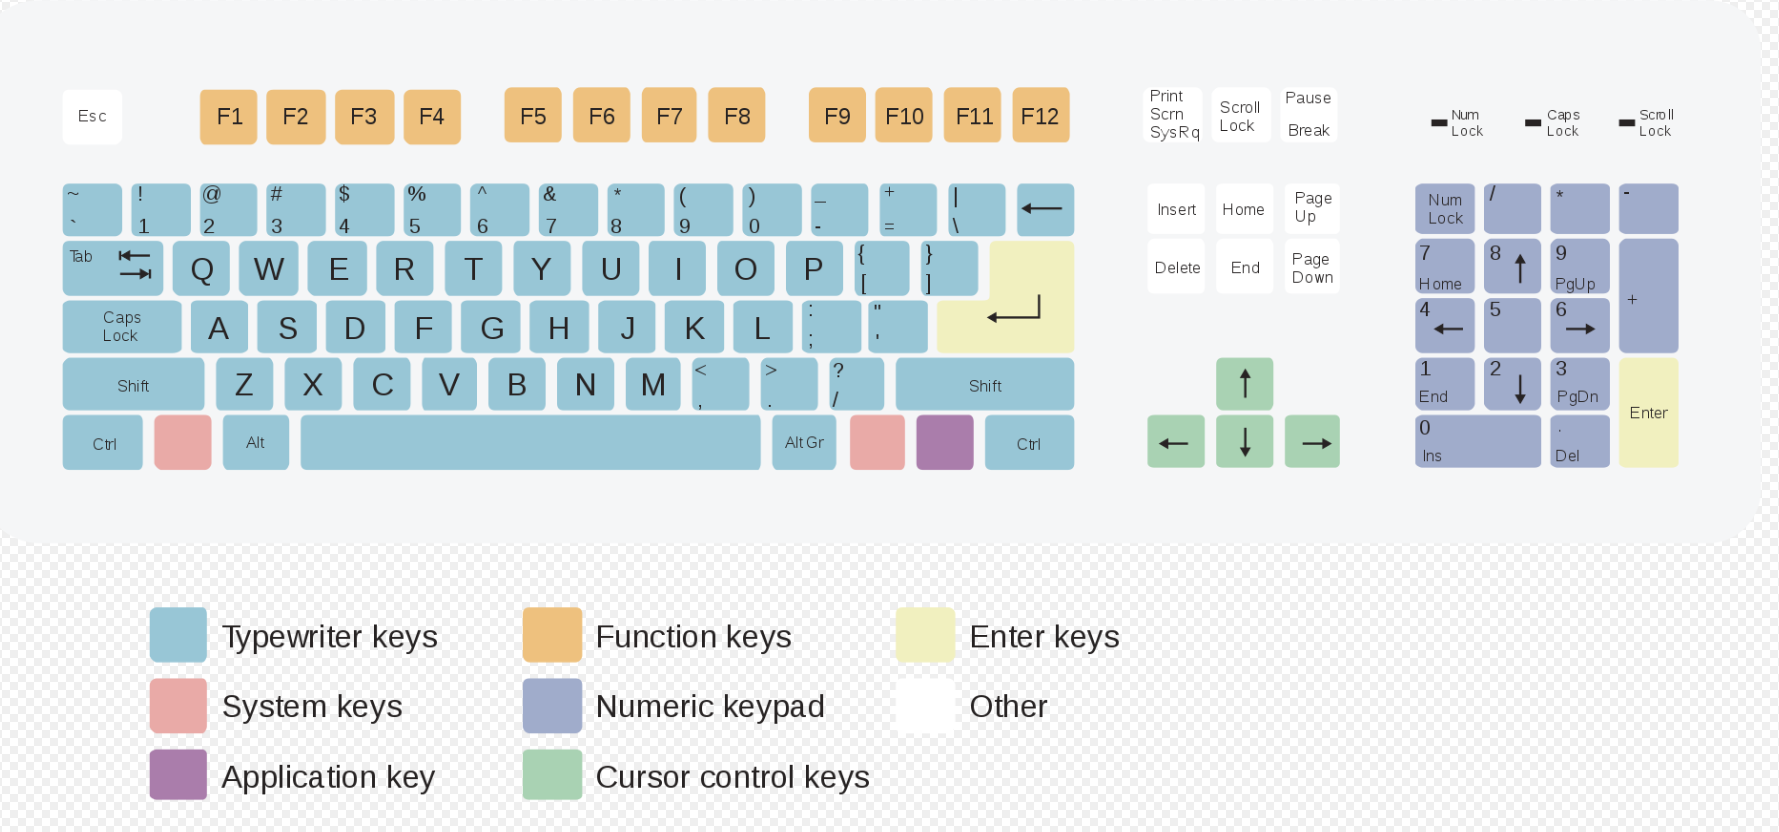 Esc F1 F2 F3 F4 F5 F6 F7 F8 F9 F10 F11 F12
Print
Scrn
SysRq
Scroll
Lock
Pause
Break
Num
Lock
Caps
Lock
Scroll
Lock
~ ! @ # $ % ^ & * ( ) _ + |
` 1 2 3 4 5 6 7 8 9 0 - = \ ←
Insert Home Page
Up
Num
Lock
/ * -
Tab Q W E R T Y U I O P { }
[ ]
Delete End Page
Down
7 8 ↑ 9
Home PgUp
+
Caps
Lock
A S D F G H J K L : "
; '
4 ← 5 6 →
Shift Z X C V B N M < > ? Shift
, . /
↑
1 2 ↓ 3
End PgDn
Enter
Ctrl Alt Alt Gr Ctrl
← ↓ →
0 .
Ins Del
Typewriter keys Function keys Enter keys
System keys Numeric keypad Other
Application key Cursor control keys